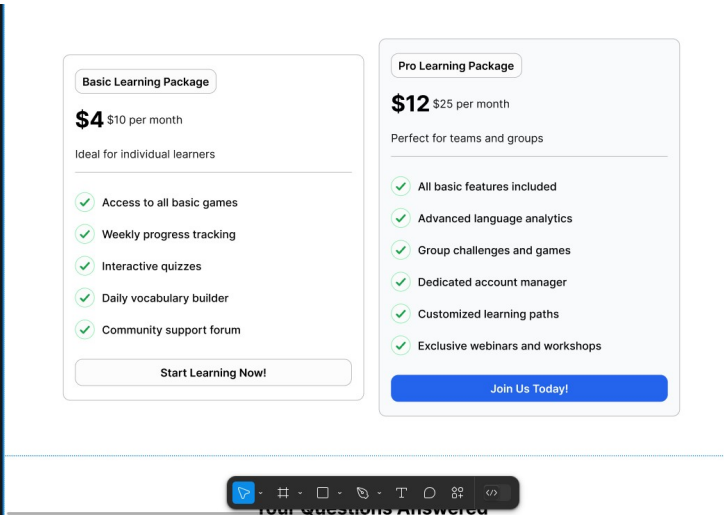 Basic Learning Package
$4 $10 per month
Ideal for individual learners
Access to all basic games
Weekly progress tracking
Interactive quizzes
Daily vocabulary builder
Community support forum
Start Learning Now!
Pro Learning Package
$12 $25 per month
Perfect for teams and groups
All basic features included
Advanced language analytics
Group challenges and games
Dedicated account manager
Customized learning paths
Exclusive webinars and workshops
Join Us Today!
Your Questions Answered